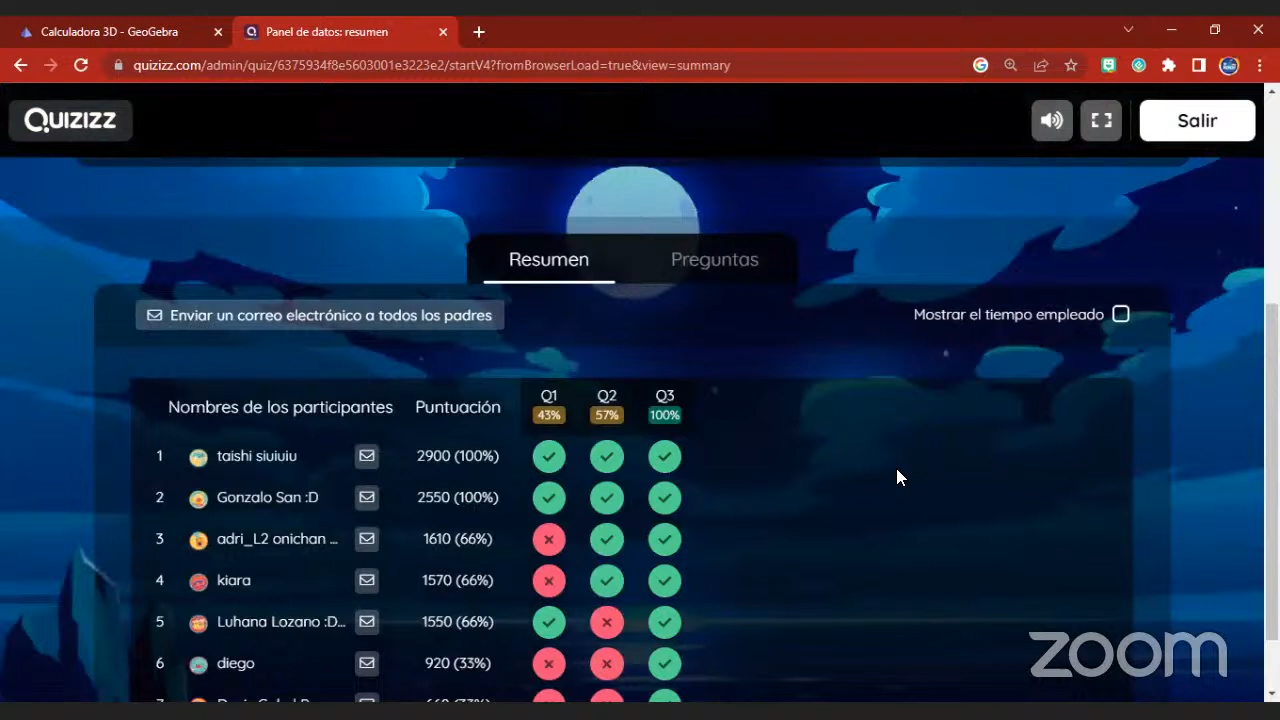 Calculadora 3D - GeoGebra
Panel de datos: resumen
quizizz.com/admin/quiz/6375934f8e5603001e3223e2/startV4?fromBrowserLoad=true&view=summary
QUIZIZZ
Salir
Resumen Preguntas
Enviar un correo electrónico a todos los padres Mostrar el tiempo empleado
Nombres de los participantes Puntuación Q1 Q2 Q3
43% 57% 100%
1 taishi siuiuiu 2900 (100%)
2 Gonzalo San :D 2550 (100%)
3 adri_L2 onichan ... 1610 (66%)
4 kiara 1570 (66%)
5 Luhana Lozano :D... 1550 (66%)
6 diego 920 (33%)
zoom